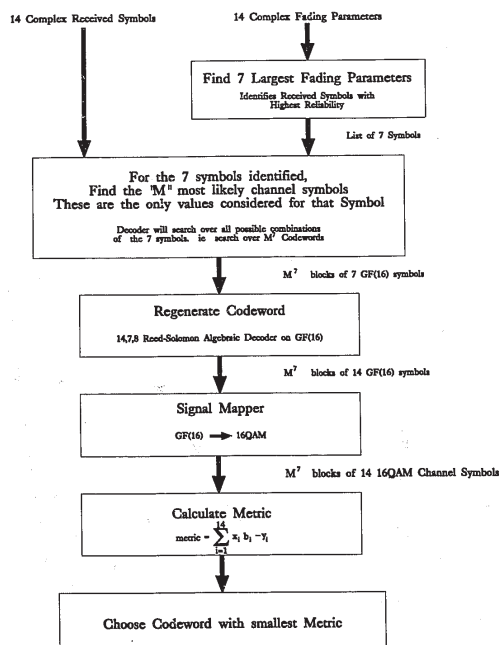 14 Complex Received Symbols
14 Complex Fading Parameters
Find 7 Largest Fading Parameters
Identifies Received Symbols with
Highest Reliability
List of 7 Symbols
For the 7 symbols identified,
Find the "M" most likely channel symbols
These are the only values considered for that Symbol
Decoder will search over all possible combinations
of the 7 symbols. ie search over M⁷ Codewords
M⁷ blocks of 7 GF(16) symbols
Regenerate Codeword
14,7,8 Reed-Solomon Algebraic Decoder on GF(16)
M⁷ blocks of 14 GF(16) symbols
Signal Mapper
GF(16) → 16QAM
M⁷ blocks of 14 16QAM Channel Symbols
Calculate Metric
14
metric = ∑ xᵢ bᵢ -yᵢ
i=1
Choose Codeword with smallest Metric